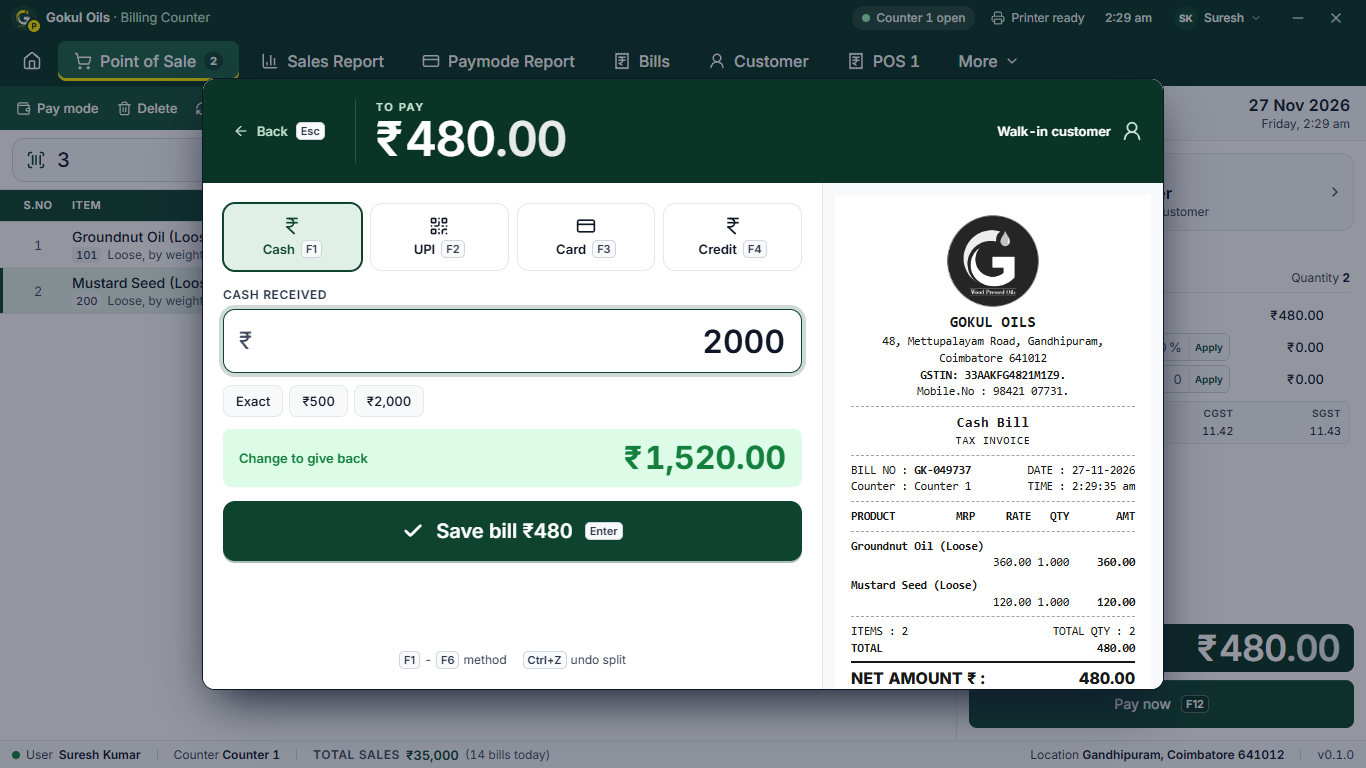 Gokul Oils · Billing Counter
Counter 1 open
Printer ready
2:29 am
SK Suresh
Point of Sale 2
Sales Report
Paymode Report
Bills
Customer
POS 1
More
Pay mode
Delete
27 Nov 2026
Friday, 2:29 am
3
S.NO ITEM
1 Groundnut Oil (Loos
101 Loose, by weight
2 Mustard Seed (Loos
200 Loose, by weight
Back Esc
TO PAY
₹480.00
Walk-in customer
Cash F1
UPI F2
Card F3
Credit F4
CASH RECEIVED
₹ 2000
Exact
₹500
₹2,000
Change to give back ₹1,520.00
Save bill ₹480 Enter
F1 - F6 method Ctrl+Z undo split
G
Wood Pressed Oils
GOKUL OILS
48, Mettupalayam Road, Gandhipuram,
Coimbatore 641012
GSTIN: 33AAKFG4821M1Z9.
Mobile.No : 98421 07731.
Cash Bill
TAX INVOICE
BILL NO : GK-049737 DATE : 27-11-2026
Counter : Counter 1 TIME : 2:29:35 am
PRODUCT MRP RATE QTY AMT
Groundnut Oil (Loose)
360.00 1.000 360.00
Mustard Seed (Loose)
120.00 1.000 120.00
ITEMS : 2 TOTAL QTY : 2
TOTAL 480.00
NET AMOUNT ₹ : 480.00
r
ustomer
Quantity 2
₹480.00
% Apply ₹0.00
0 Apply ₹0.00
CGST SGST
11.42 11.43
₹480.00
Pay now F12
User Suresh Kumar
Counter Counter 1
TOTAL SALES ₹35,000 (14 bills today)
Location Gandhipuram, Coimbatore 641012
v0.1.0